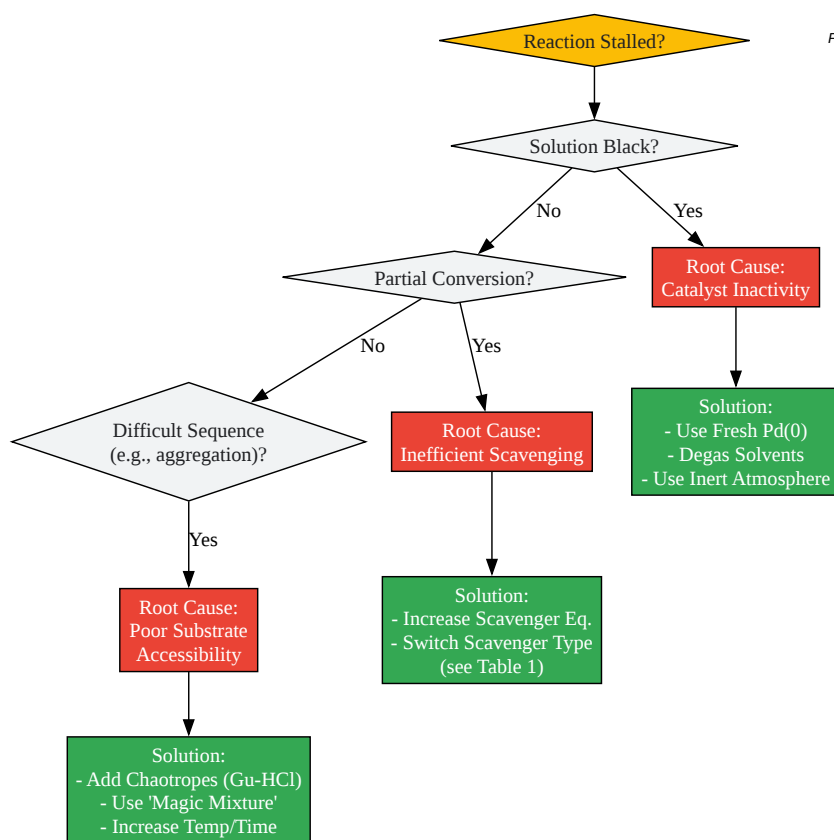 Reaction Stalled?
Solution Black?
No
Yes
Partial Conversion?
Root Cause:
Catalyst Inactivity
No
Yes
Solution:
- Use Fresh Pd(0)
- Degas Solvents
- Use Inert Atmosphere
Difficult Sequence
(e.g., aggregation)?
Root Cause:
Inefficient Scavenging
Yes
Solution:
- Increase Scavenger Eq.
- Switch Scavenger Type
(see Table 1)
Root Cause:
Poor Substrate
Accessibility
Solution:
- Add Chaotropes (Gu-HCl)
- Use 'Magic Mixture'
- Increase Temp/Time